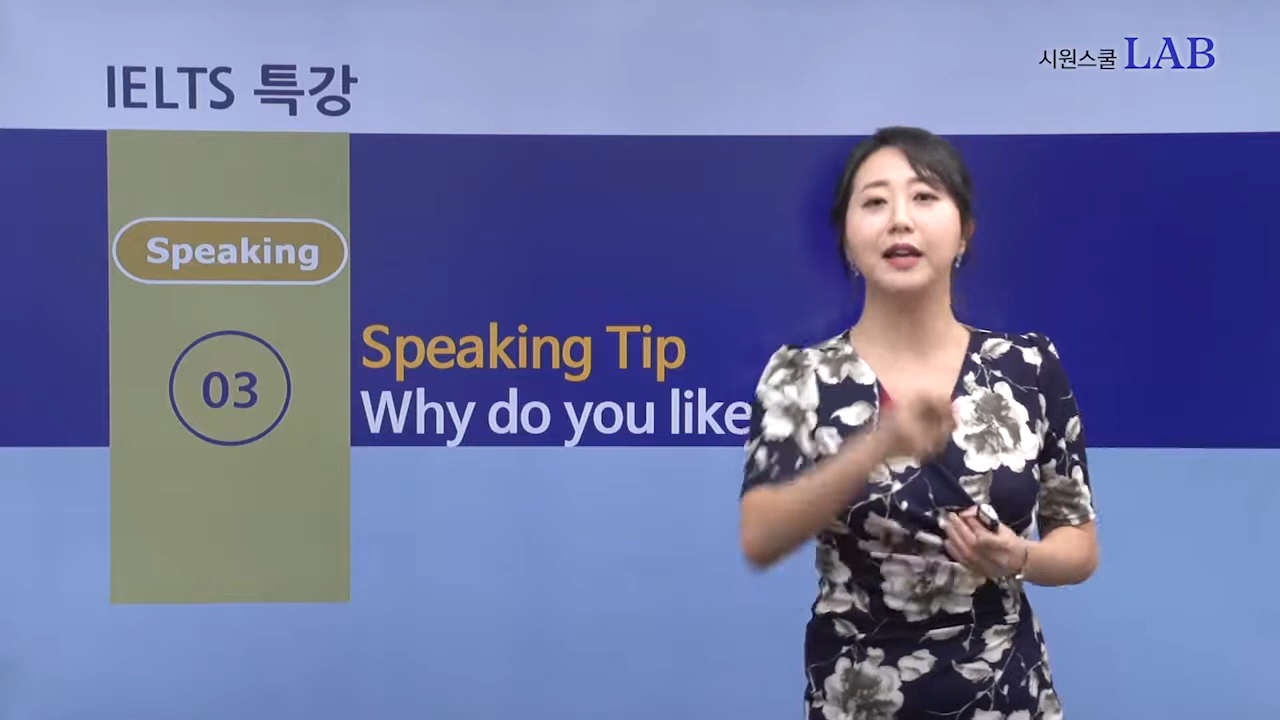 IELTS 특강
시원스쿨 LAB
Speaking
03
Speaking Tip
Why do you like